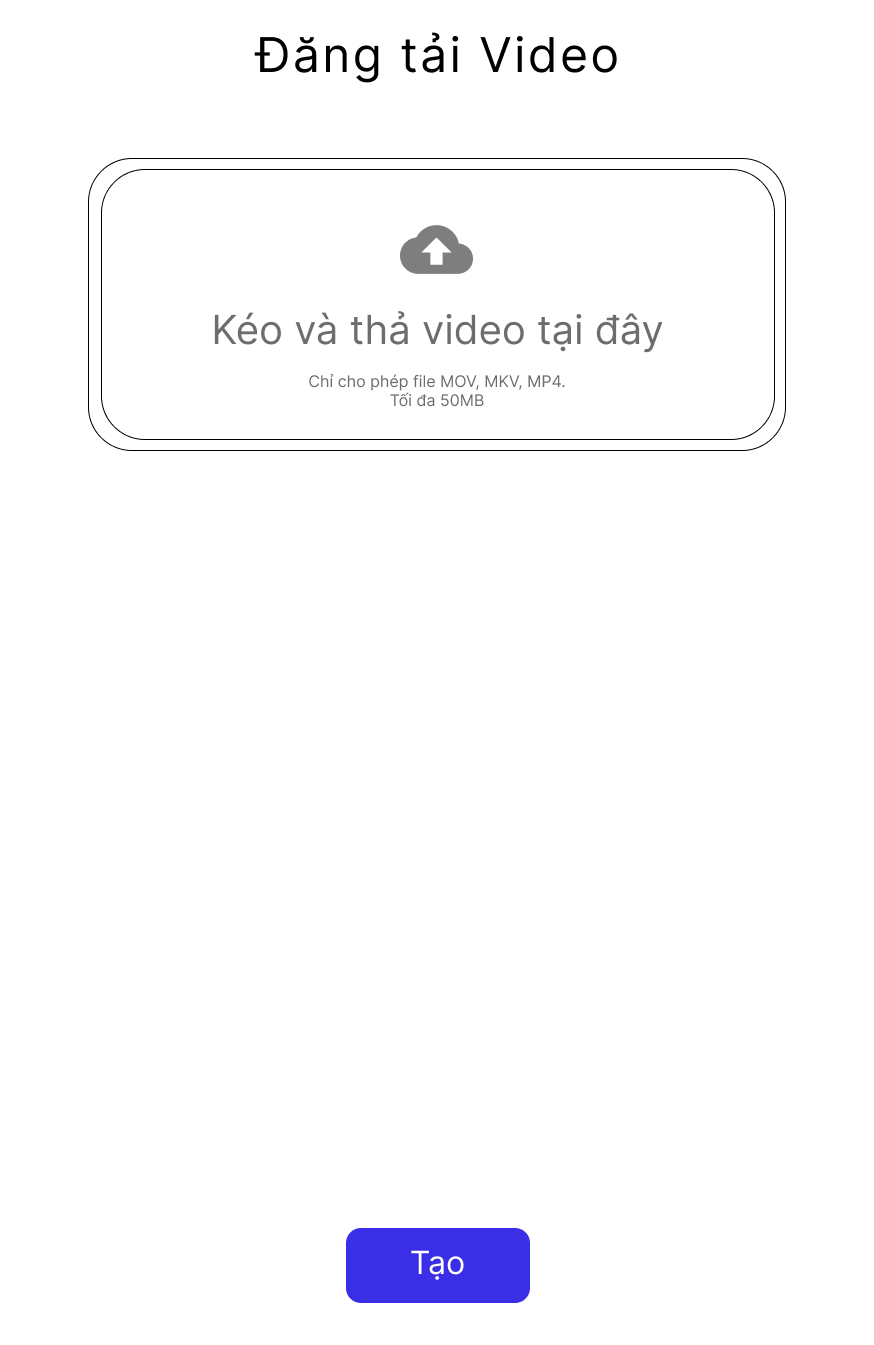 Đăng tải Video
Kéo và thả video tại đây
Chỉ cho phép file MOV, MKV, MP4.
Tối đa 50MB
Tạo